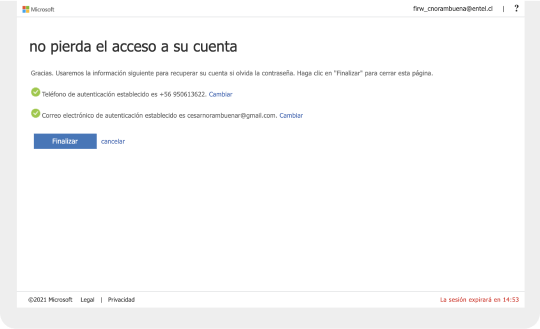 Microsoft
firw_cnorambuena@entel.cl | ?
no pierda el acceso a su cuenta
Gracias. Usaremos la información siguiente para recuperar su cuenta si olvida la contraseña. Haga clic en "Finalizar" para cerrar esta página.
Teléfono de autenticación establecido es +56 950613622. Cambiar
Correo electrónico de autenticación establecido es cesarnorambuenar@gmail.com. Cambiar
Finalizar cancelar
©2021 Microsoft Legal | Privacidad
La sesión expirará en 14:53